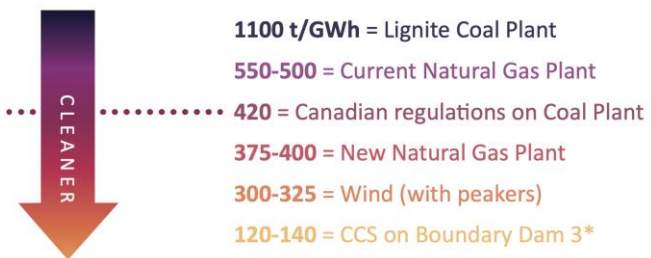 1100 t/GWh = Lignite Coal Plant
550-500 = Current Natural Gas Plant
420 = Canadian regulations on Coal Plant
375-400 = New Natural Gas Plant
300-325 = Wind (with peakers)
120-140 = CCS on Boundary Dam 3*
CLEANER